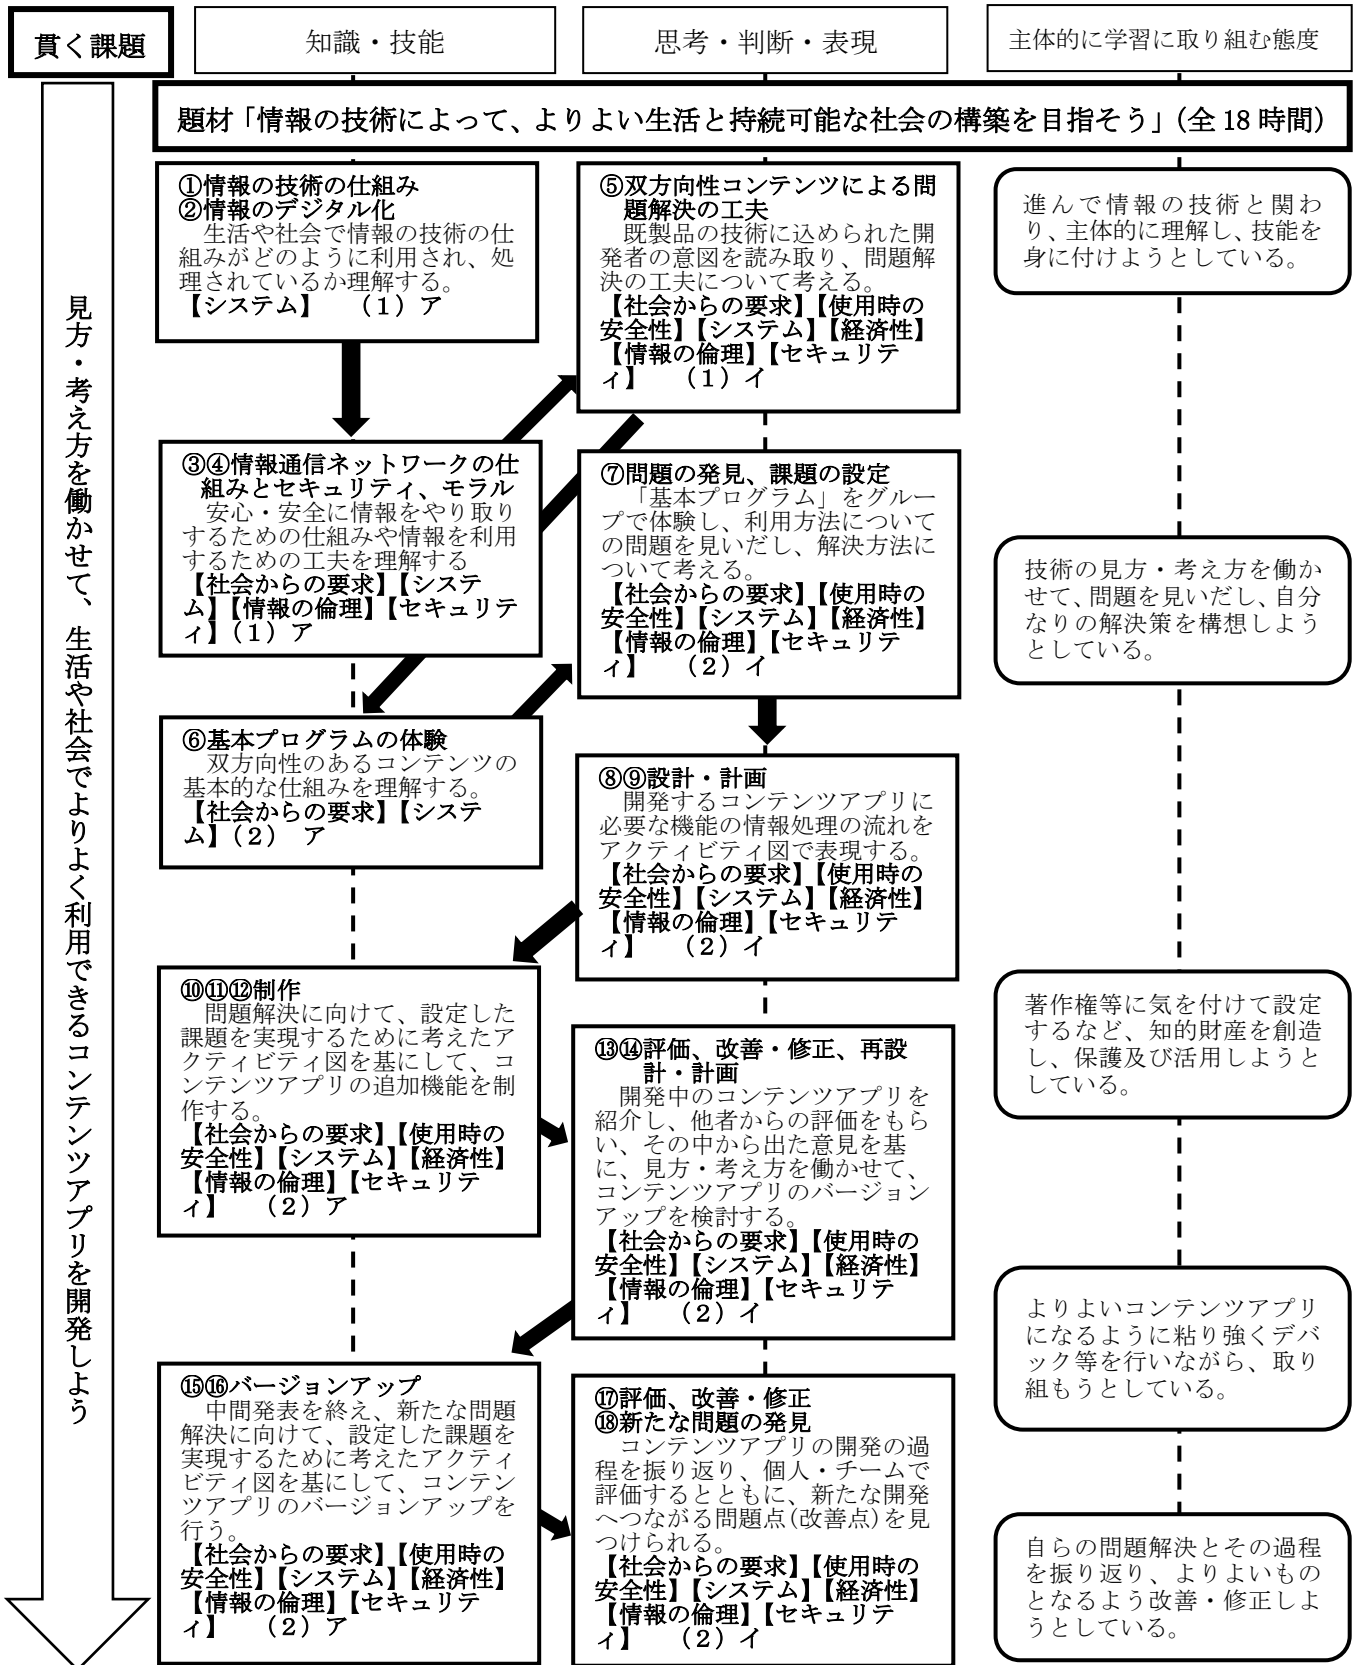 貫く課題
知識・技能
思考・判断・表現
主体的に学習に取り組む態度
題材「情報の技術によって、よりよい生活と持続可能な社会の構築を目指そう」（全 18 時間）
見方・考え方を働かせて、生活や社会でよりよく利用できるコンテンツアプリを開発しよう
①情報の技術の仕組み
②情報のデジタル化
生活や社会で情報の技術の仕
組みがどのように利用され、処
理されているか理解する。
【システム】　（１）ア
⑤双方向性コンテンツによる問
題解決の工夫
既製品の技術に込められた開
発者の意図を読み取り、問題解
決の工夫について考える。
【社会からの要求】【使用時の
安全性】【システム】【経済性】
【情報の倫理】【セキュリテ
ィ】　（１）イ
進んで情報の技術と関わ
り、主体的に理解し、技能を
身に付けようとしている。
③④情報通信ネットワークの仕
組みとセキュリティ、モラル
安心・安全に情報をやり取り
するための仕組みや情報を利用
するための工夫を理解する
【社会からの要求】【システ
ム】【情報の倫理】【セキュリテ
ィ】（１）ア
⑦問題の発見、課題の設定
「基本プログラム」をグルー
プで体験し、利用方法について
の問題を見いだし、解決方法に
ついて考える。
【社会からの要求】【使用時の
安全性】【システム】【経済性】
【情報の倫理】【セキュリテ
ィ】　（２）イ
技術の見方・考え方を働か
せて、問題を見いだし、自分
なりの解決策を構想しよう
としている。
⑥基本プログラムの体験
双方向性のあるコンテンツの
基本的な仕組みを理解する。
【社会からの要求】【システ
ム】（２）　ア
⑧⑨設計・計画
開発するコンテンツアプリに
必要な機能の情報処理の流れを
アクティビティ図で表現する。
【社会からの要求】【使用時の
安全性】【システム】【経済性】
【情報の倫理】【セキュリテ
ィ】　（２）イ
⑩⑪⑫制作
問題解決に向けて、設定した
課題を実現するために考えたア
クティビティ図を基にして、コ
ンテンツアプリの追加機能を制
作する。
【社会からの要求】【使用時の
安全性】【システム】【経済性】
【情報の倫理】【セキュリテ
ィ】　（２）ア
⑬⑭評価、改善・修正、再設
計・計画
開発中のコンテンツアプリを
紹介し、他者からの評価をもら
い、その中から出た意見を基
に、見方・考え方を働かせて、
コンテンツアプリのバージョン
アップを検討する。
【社会からの要求】【使用時の
安全性】【システム】【経済性】
【情報の倫理】【セキュリテ
ィ】　（２）イ
著作権等に気を付けて設定
するなど、知的財産を創造
し、保護及び活用しようと
している。
よりよいコンテンツアプリ
になるように粘り強くデバ
ック等を行いながら、取り
組もうとしている。
⑮⑯バージョンアップ
中間発表を終え、新たな問題
解決に向けて、設定した課題を
実現するために考えたアクティ
ビティ図を基にして、コンテン
ツアプリのバージョンアップを
行う。
【社会からの要求】【使用時の
安全性】【システム】【経済性】
【情報の倫理】【セキュリテ
ィ】　（２）ア
⑰評価、改善・修正
⑱新たな問題の発見
コンテンツアプリの開発の過
程を振り返り、個人・チームで
評価するとともに、新たな開発
へつながる問題点(改善点)を見
つけられる。
【社会からの要求】【使用時の
安全性】【システム】【経済性】
【情報の倫理】【セキュリテ
ィ】　（２）イ
自らの問題解決とその過程
を振り返り、よりよいもの
となるよう改善・修正しよ
うとしている。